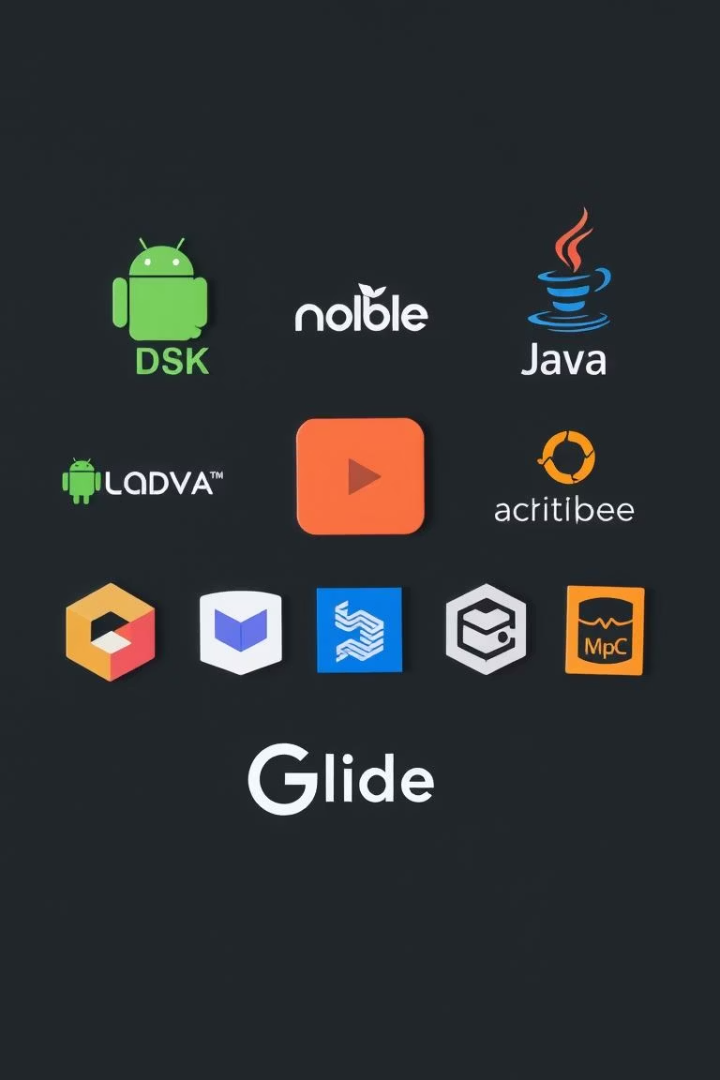 DSK
nolble
Java
LADVA™
acritibee
MpC
Glide